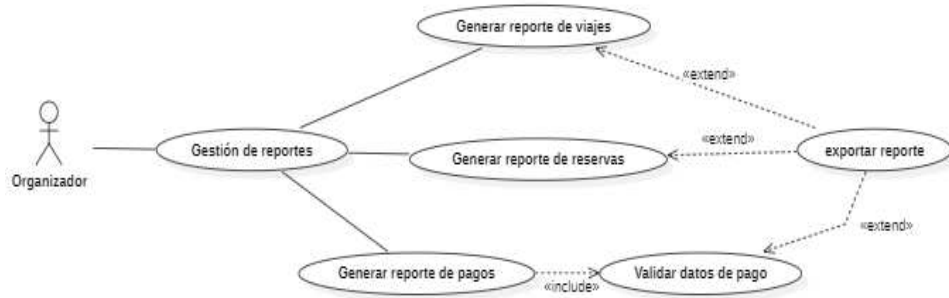 Generar reporte de viajes
«extend»
«extend»
Gestión de reportes
Generar reporte de reservas
exportar reporte
Organizador
«extend»
Generar reporte de pagos
«include»
Validar datos de pago